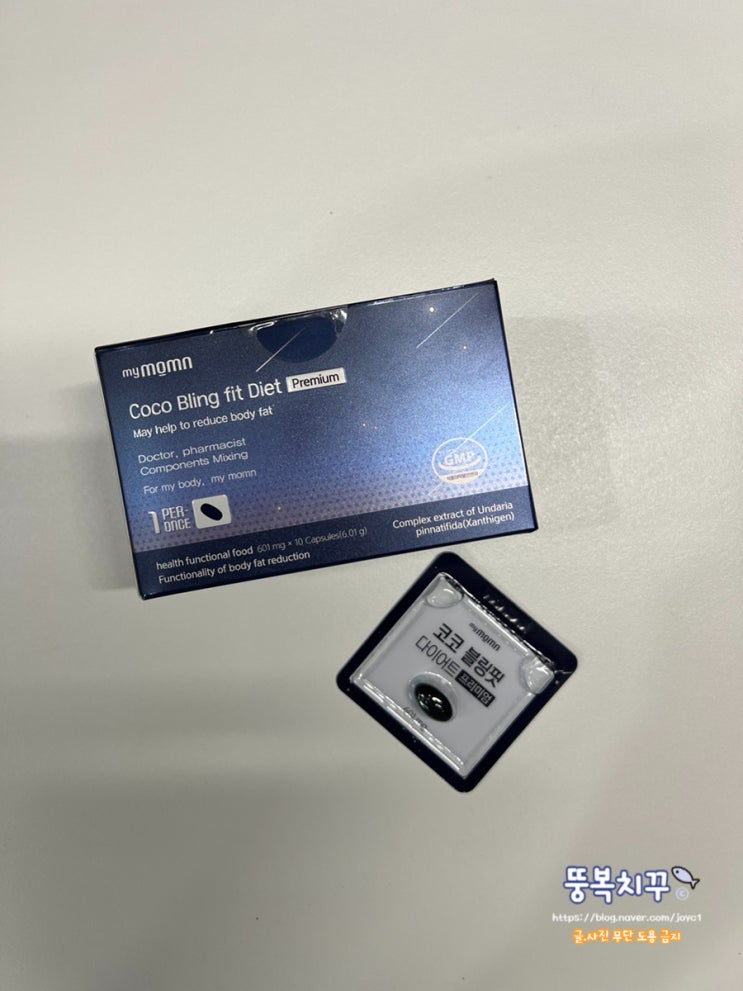 my momn
Coco Bling fit Diet Premium
May help to reduce body fat
Doctor, pharmacist
Components Mixing
For my body, my momn
1 PER-
ONCE
GMP
health functional food 601 mg × 10 Capsules(6.01 g)
Functionality of body fat reduction
Complex extract of Undaria
pinnatifida(Xanthigen)
my momn
코코 블링핏
다이어트 프리미엄
뚱복치꾸
https://blog.naver.com/joyc1
글,사진 무단 도용 금지